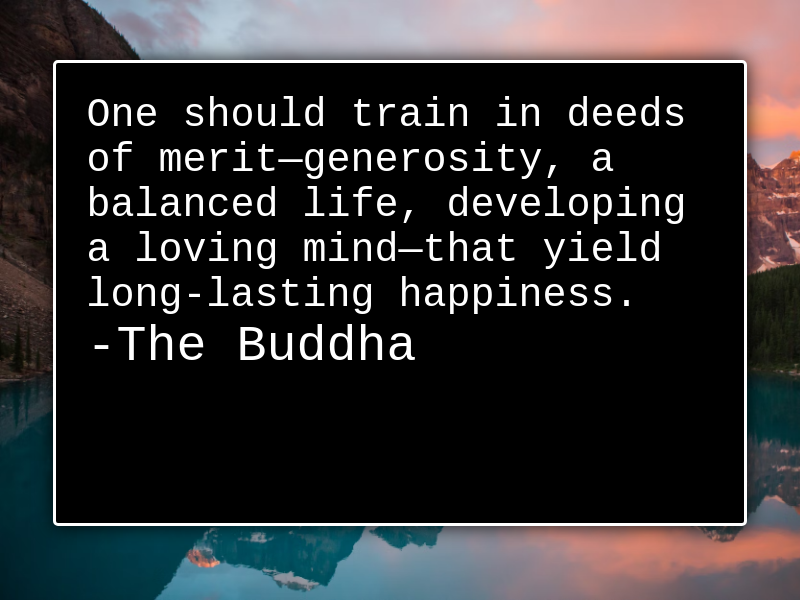 One should train in deeds
of merit—generosity, a
balanced life, developing
a loving mind—that yield
long-lasting happiness.
-The Buddha